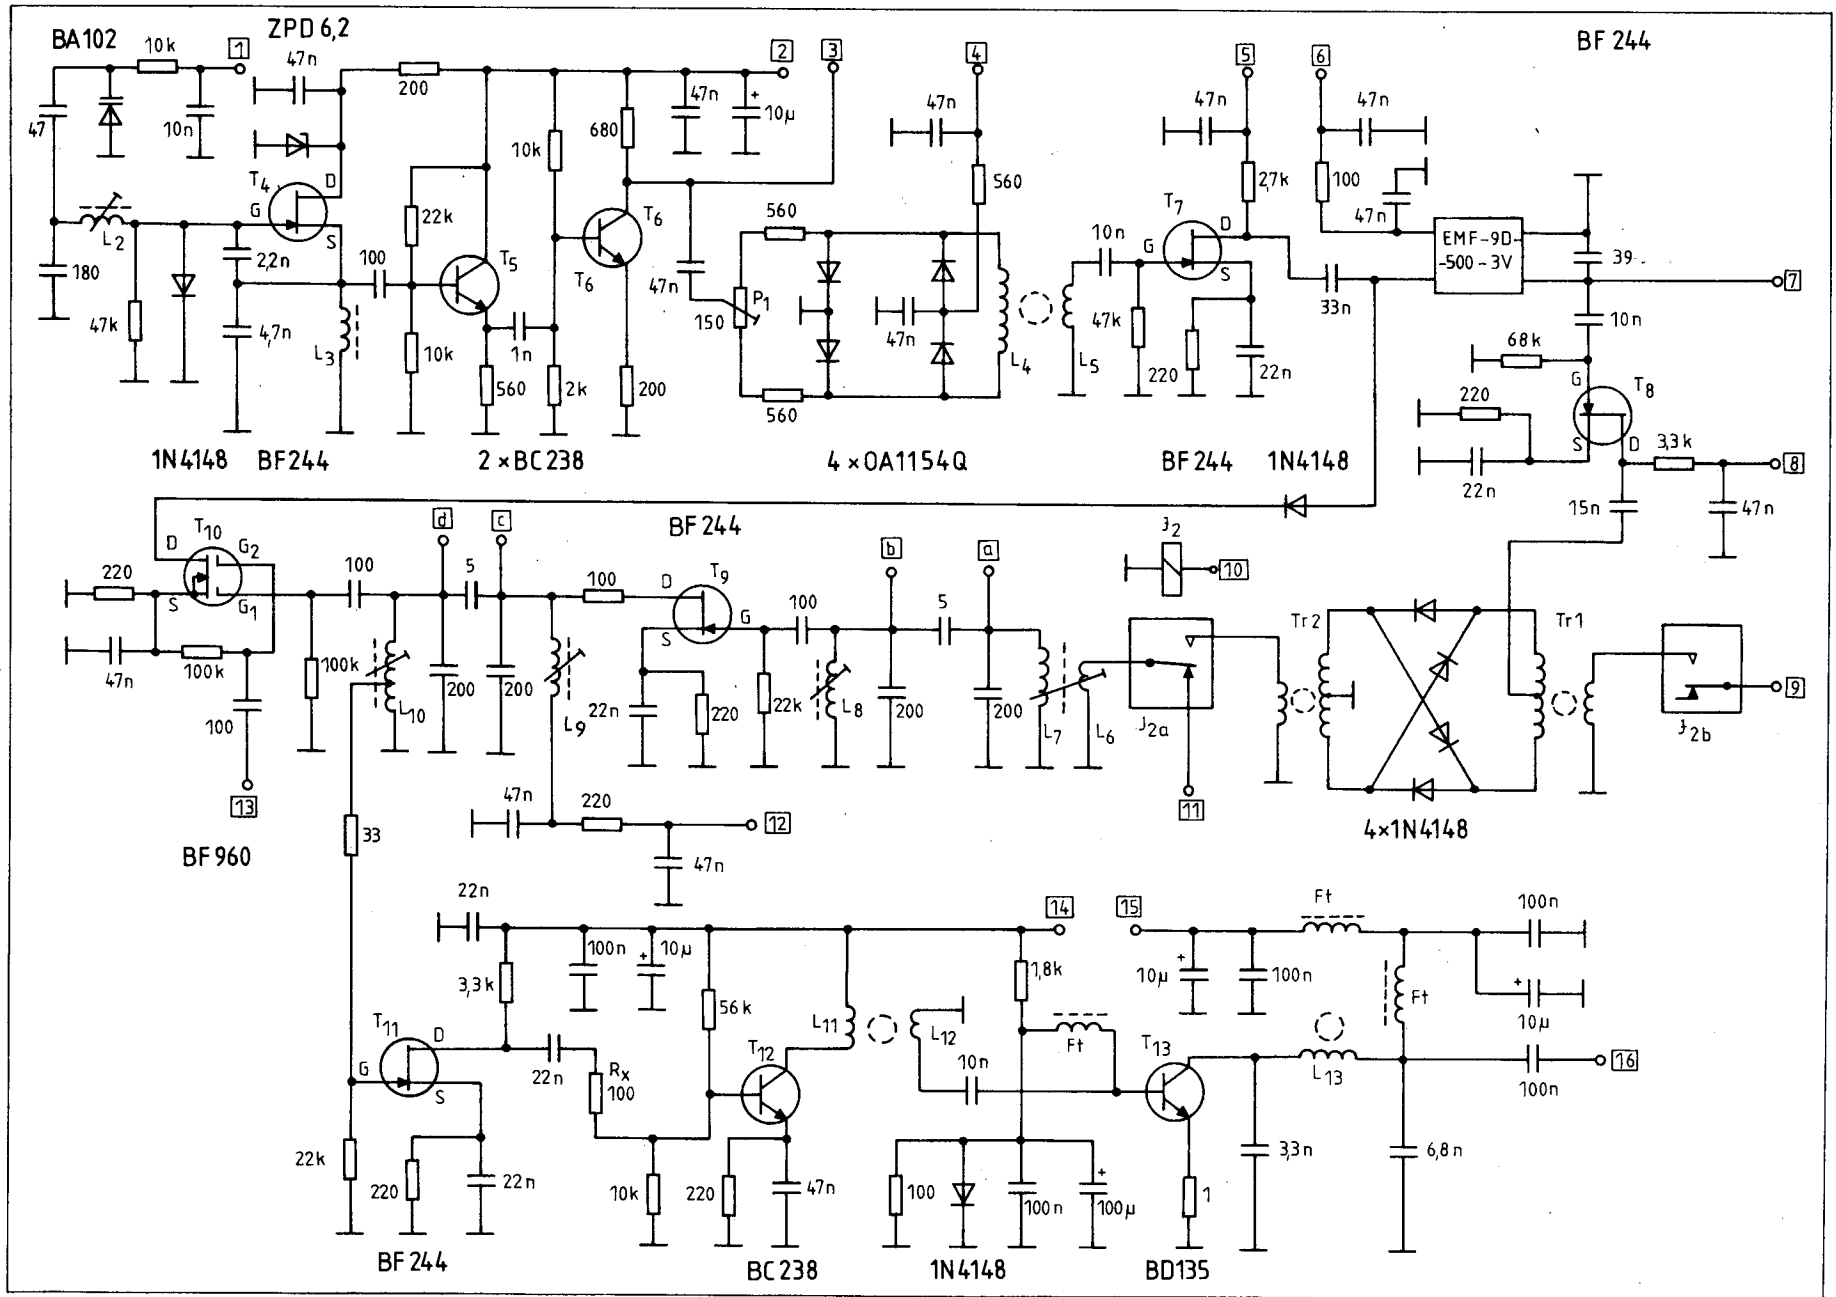 BA102
ZPD 6,2
BF 244
10k
1
47n
2
3
4
5
6
200
47
10n
47n
10µ
+
47n
47n
47n
680
10k
D
T4
G
S
L2
2,2n
180
47k
4,7n
L3
100
22k
T5
10k
1n
560
2k
T6
T6
200
47n
560
P1
150
560
560
47n
L4
L5
10n
T7
G
D
S
2,7k
47k
220
22n
33n
100
47n
EMF-9D-
-500-3V
39
7
10n
68k
G
T8
220
S
D
3,3k
8
22n
15n
47n
1N4148
BF244
2 × BC238
4 × OA1154Q
BF244
1N4148
T10
D
G2
G1
S
220
47n
100k
100
13
BF960
100
100k
L10
d
5
c
200
200
BF 244
100
D
T9
S
G
L9
22n
220
22k
100
L8
b
5
a
200
200
L7
L6
J2
10
J2a
11
Tr2
Tr1
J2b
9
4×1N4148
33
47n
220
12
47n
22n
100n
+
10µ
14
15
Ft
100n
3,3k
56k
1,8k
10µ
+
100n
Ft
+
10µ
T11
D
G
S
22n
Rx
100
T12
L11
L12
10n
Ft
T13
L13
100n
16
22k
220
22n
10k
220
47n
100
100n
+
100µ
1
3,3n
6,8n
BF 244
BC 238
1N4148
BD135